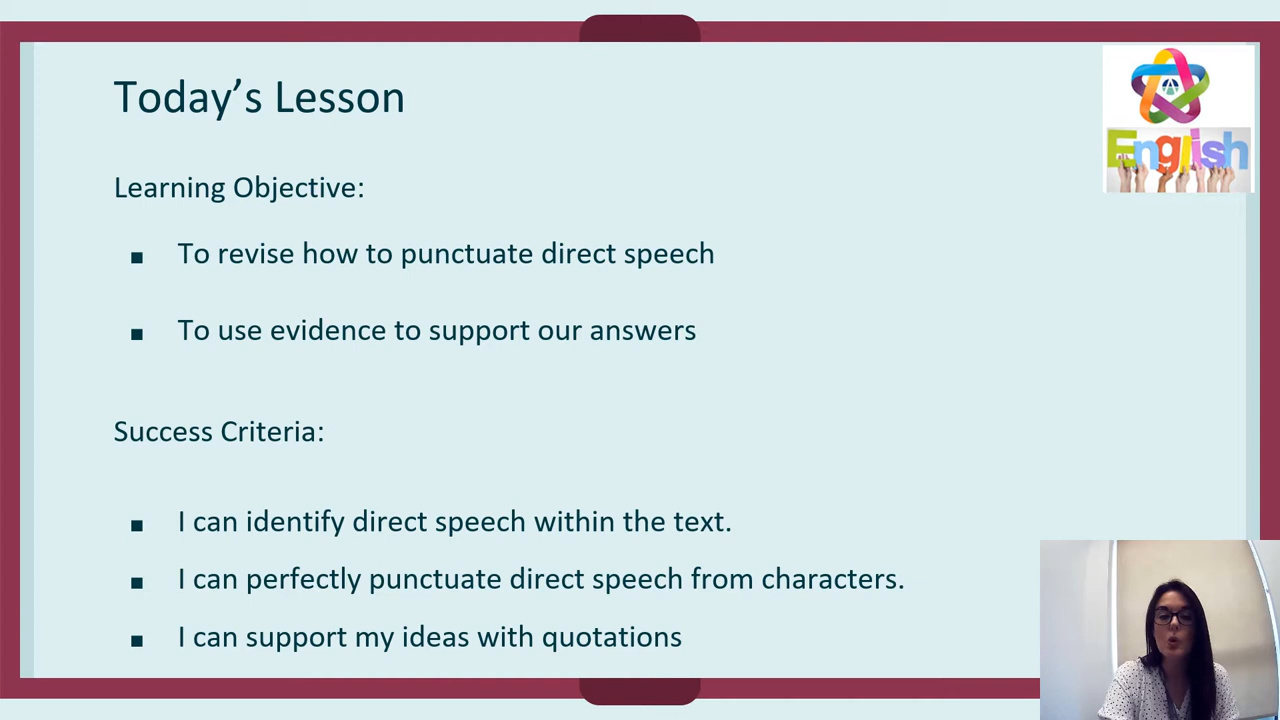 Today’s Lesson
English
Learning Objective:
▪ To revise how to punctuate direct speech
▪ To use evidence to support our answers
Success Criteria:
▪ I can identify direct speech within the text.
▪ I can perfectly punctuate direct speech from characters.
▪ I can support my ideas with quotations